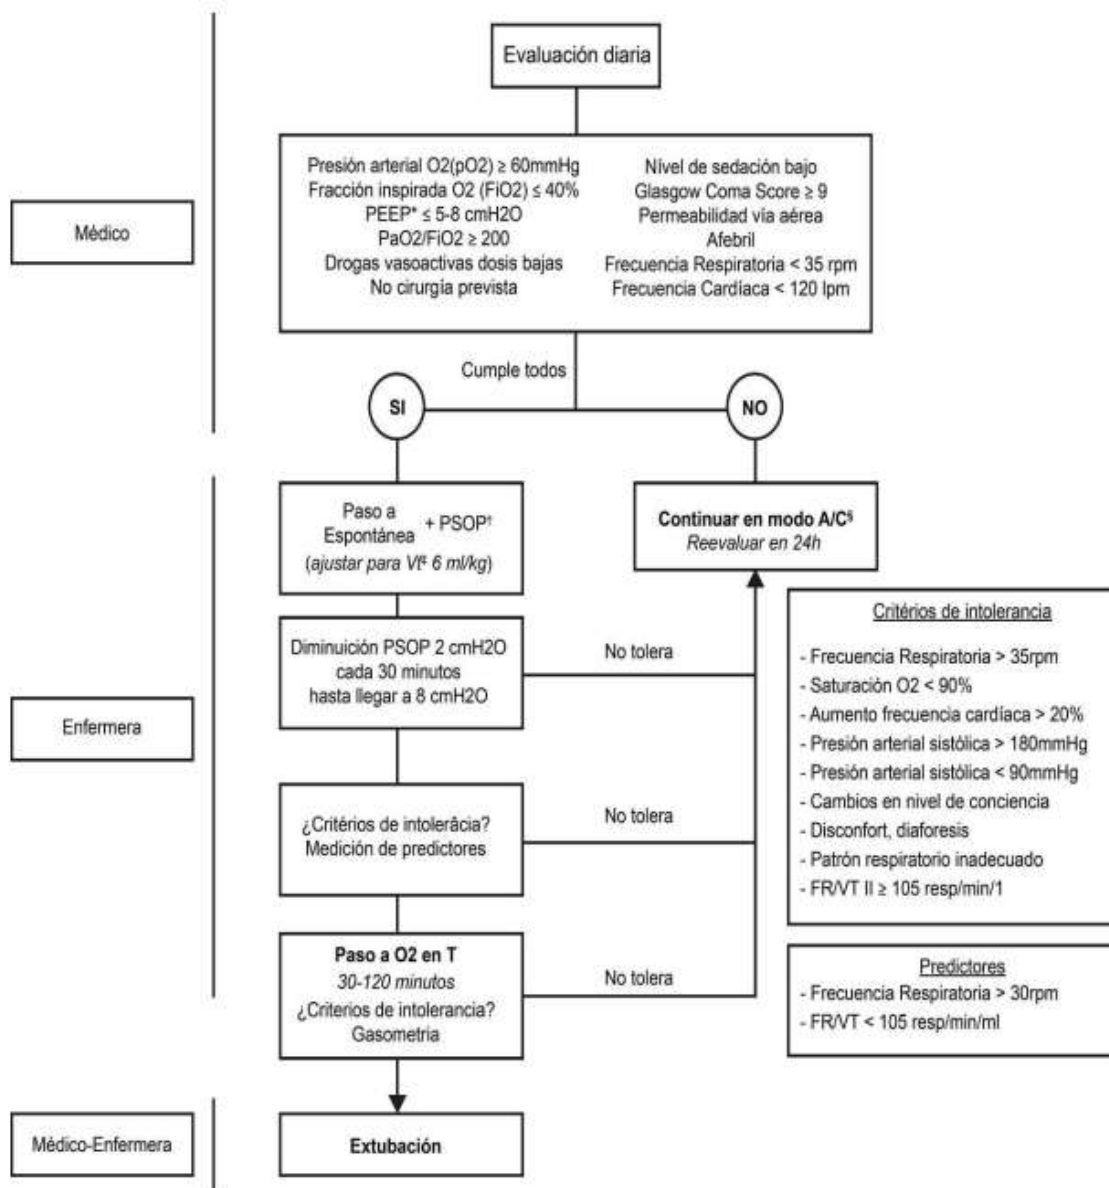 Evaluación diaria
Médico
Presión arterial O2(pO2) ≥ 60mmHg
Fracción inspirada O2 (FiO2) ≤ 40%
PEEP* ≤ 5-8 cmH2O
PaO2/FiO2 ≥ 200
Drogas vasoactivas dosis bajas
No cirurgía prevista
Nível de sedación bajo
Glasgow Coma Score ≥ 9
Permeabilidad vía aérea
Afebril
Frecuencia Respiratoria < 35 rpm
Frecuencia Cardíaca < 120 lpm
Cumple todos
SI
NO
Enfermera
Paso a
Espontánea + PSOP†
(ajustar para Vt‡ 6 ml/kg)
Continuar en modo A/C§
Reevaluar en 24h
Diminuición PSOP 2 cmH2O
cada 30 minutos
hasta llegar a 8 cmH2O
No tolera
¿Critérios de intolerâcia?
Medición de predictores
No tolera
Paso a O2 en T
30-120 minutos
¿Criterios de intolerancia?
Gasometria
No tolera
Critérios de intolerancia
- Frecuencia Respiratoria > 35rpm
- Saturación O2 < 90%
- Aumento frecuencia cardíaca > 20%
- Presión arterial sistólica > 180mmHg
- Presión arterial sistólica < 90mmHg
- Cambios en nivel de conciencia
- Disconfort, diaforesis
- Patrón respiratorio inadecuado
- FR/VT II ≥ 105 resp/min/1
Predictores
- Frecuencia Respiratoria > 30rpm
- FR/VT < 105 resp/min/ml
Médico-Enfermera
Extubación